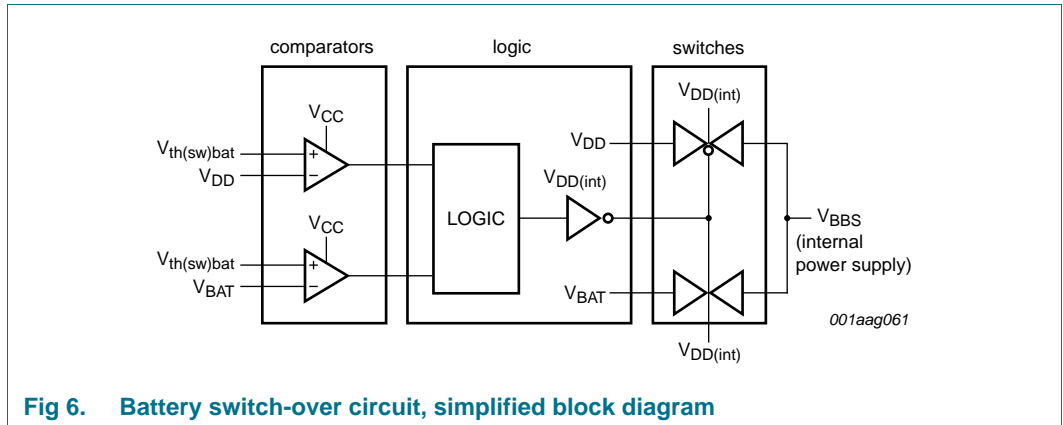 comparators
logic
switches
VCC
Vth(sw)bat
+
VDD
−
VCC
Vth(sw)bat
+
VBAT
−
LOGIC
VDD(int)
VDD
VBAT
VDD(int)
VBBS
(internal
power supply)
VDD(int)
001aag061
Fig 6. Battery switch-over circuit, simplified block diagram